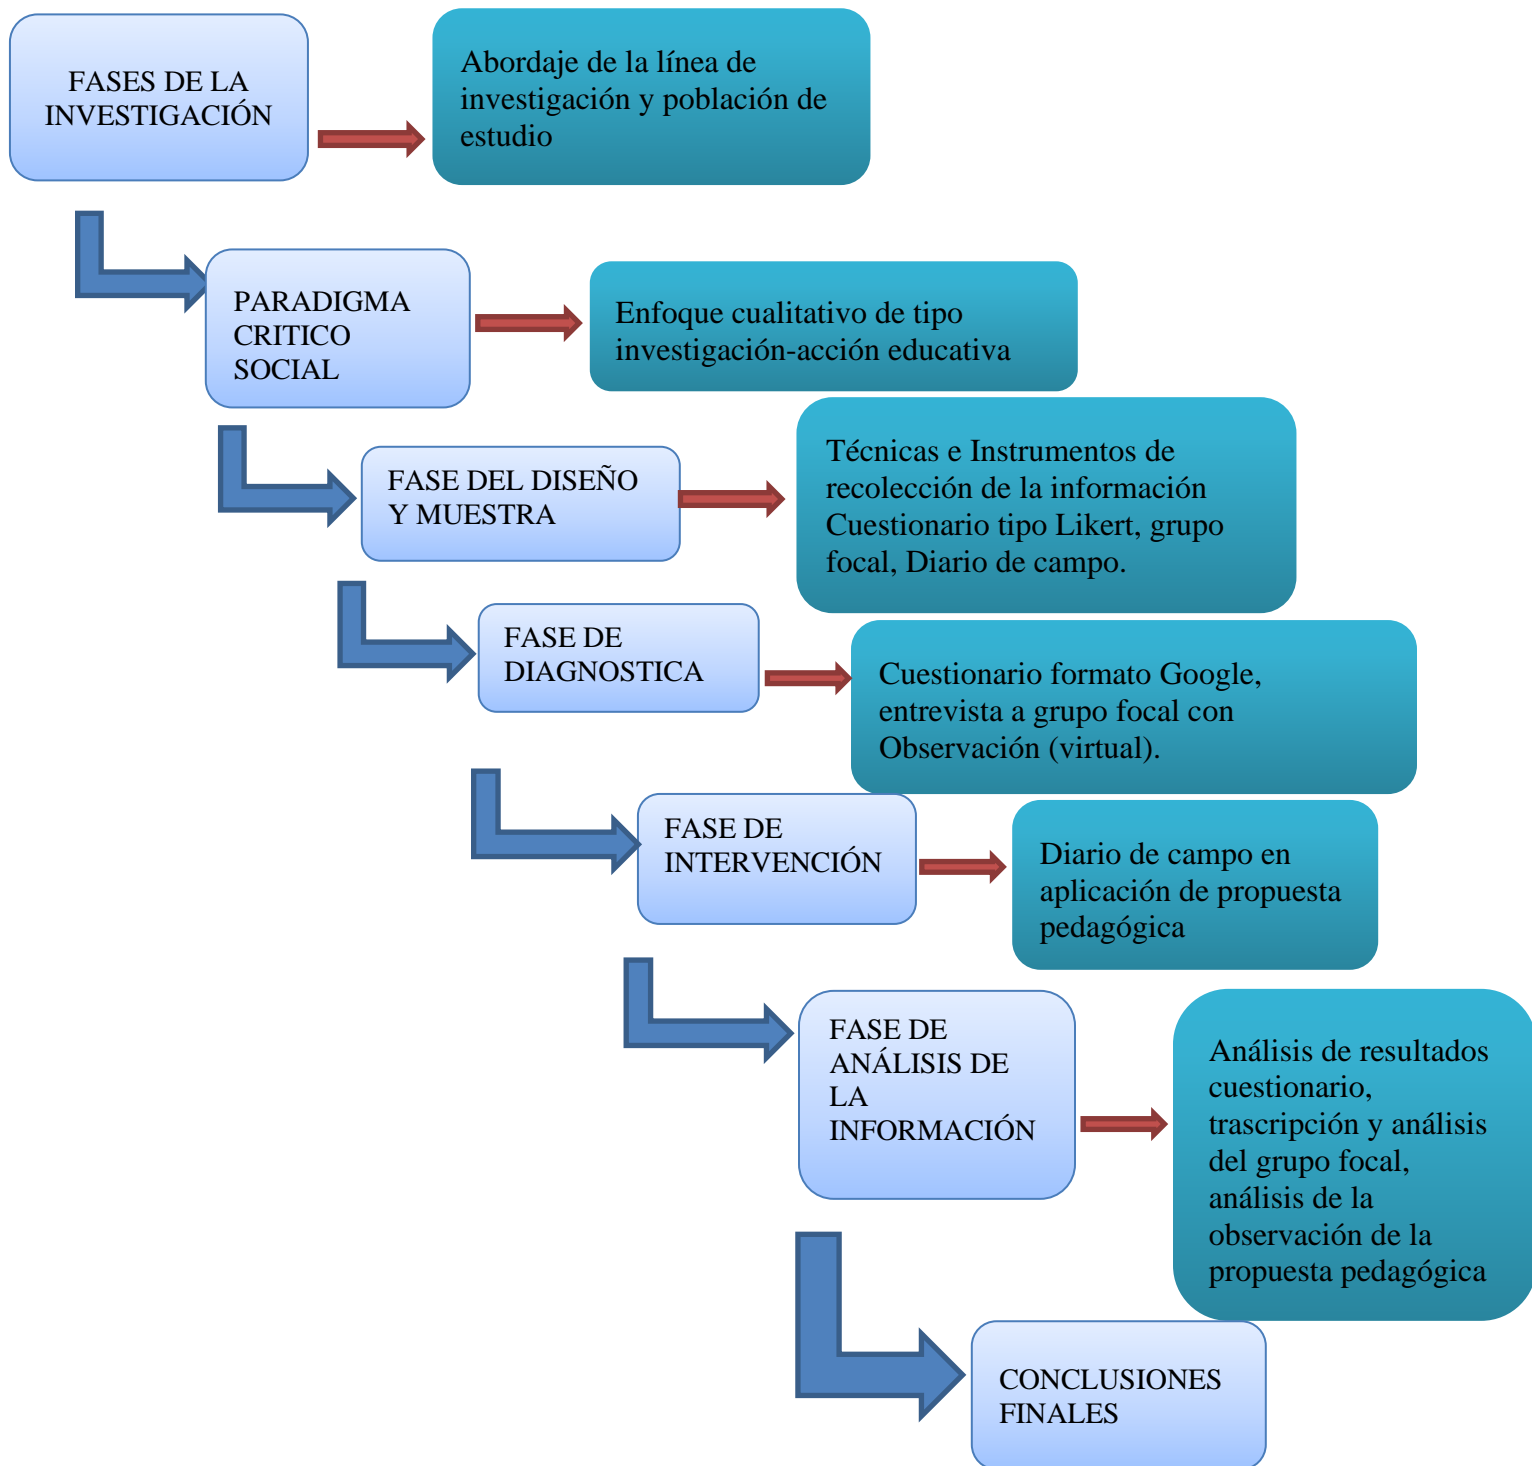 FASES DE LA
INVESTIGACIÓN
Abordaje de la línea de
investigación y población de
estudio
PARADIGMA
CRITICO
SOCIAL
Enfoque cualitativo de tipo
investigación-acción educativa
FASE DEL DISEÑO
Y MUESTRA
Técnicas e Instrumentos de
recolección de la información
Cuestionario tipo Likert, grupo
focal, Diario de campo.
FASE DE
DIAGNOSTICA
Cuestionario formato Google,
entrevista a grupo focal con
Observación (virtual).
FASE DE
INTERVENCIÓN
Diario de campo en
aplicación de propuesta
pedagógica
FASE DE
ANÁLISIS DE
LA
INFORMACIÓN
Análisis de resultados
cuestionario,
trascripción y análisis
del grupo focal,
análisis de la
observación de la
propuesta pedagógica
CONCLUSIONES
FINALES